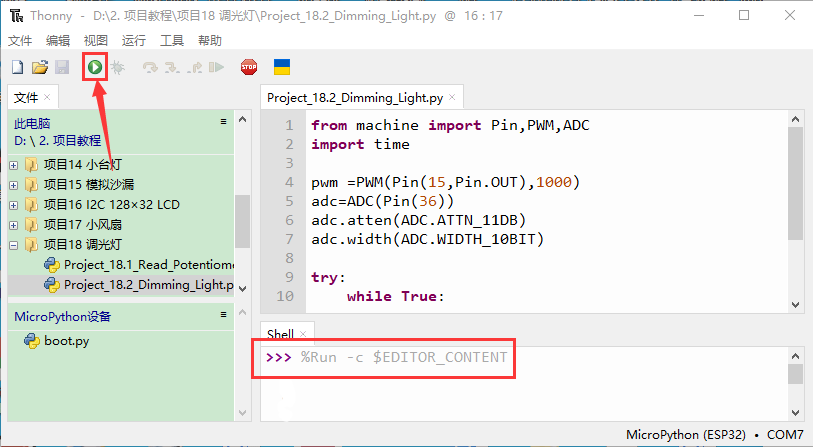 Thonny - D:\2. 项目教程\项目18 调光灯\Project_18.2_Dimming_Light.py @ 16 : 17
文件 编辑 视图 运行 工具 帮助
STOP
文件 ×
此电脑
D: \ 2. 项目教程
项目14 小台灯
项目15 模拟沙漏
项目16 I2C 128×32 LCD
项目17 小风扇
项目18 调光灯
Project_18.1_Read_Potentiome
Project_18.2_Dimming_Light.p
MicroPython设备
boot.py
Project_18.2_Dimming_Light.py ×
1 from machine import Pin,PWM,ADC
2 import time
3
4 pwm =PWM(Pin(15,Pin.OUT),1000)
5 adc=ADC(Pin(36))
6 adc.atten(ADC.ATTN_11DB)
7 adc.width(ADC.WIDTH_10BIT)
8
9 try:
10 while True:
Shell ×
>>> %Run -c $EDITOR_CONTENT
MicroPython (ESP32) • COM7